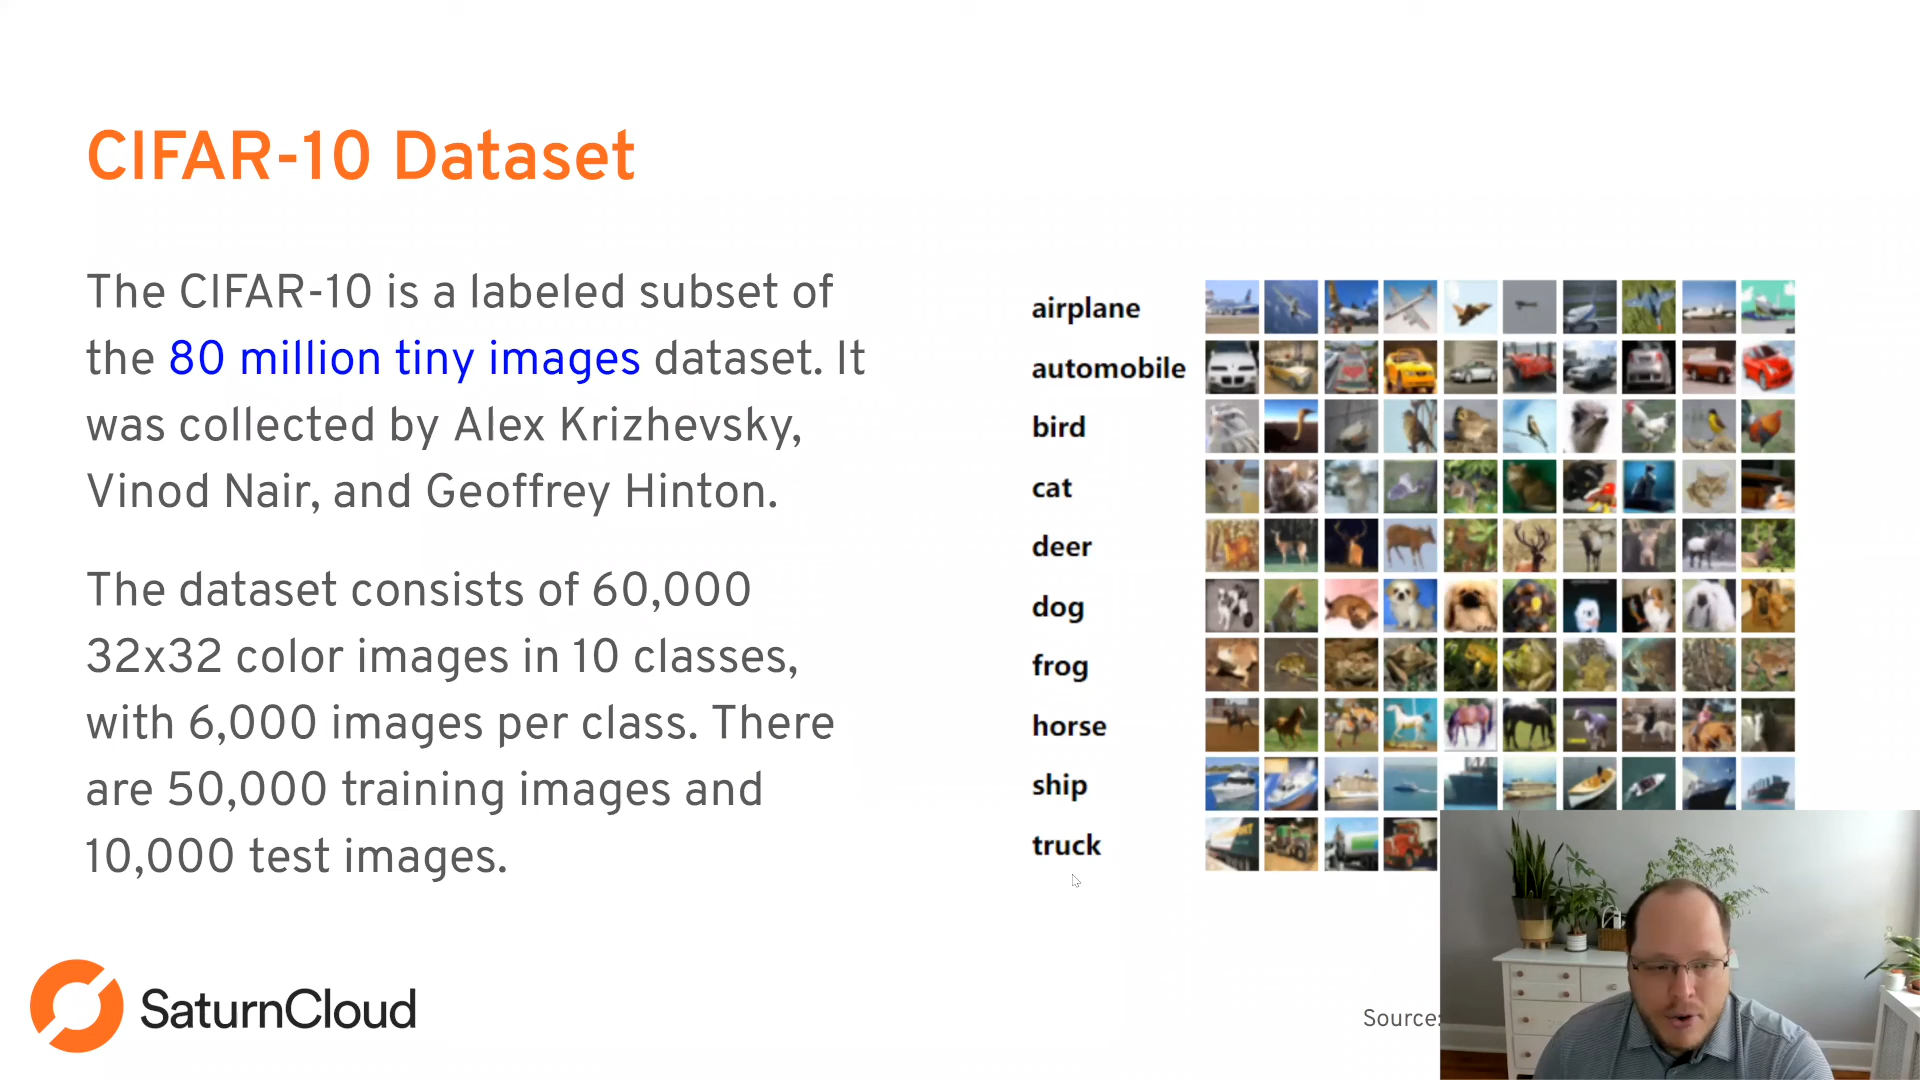 CIFAR-10 Dataset
The CIFAR-10 is a labeled subset of
the 80 million tiny images dataset. It
was collected by Alex Krizhevsky,
Vinod Nair, and Geoffrey Hinton.
The dataset consists of 60,000
32x32 color images in 10 classes,
with 6,000 images per class. There
are 50,000 training images and
10,000 test images.
airplane
automobile
bird
cat
deer
dog
frog
horse
ship
truck
SaturnCloud
Source: